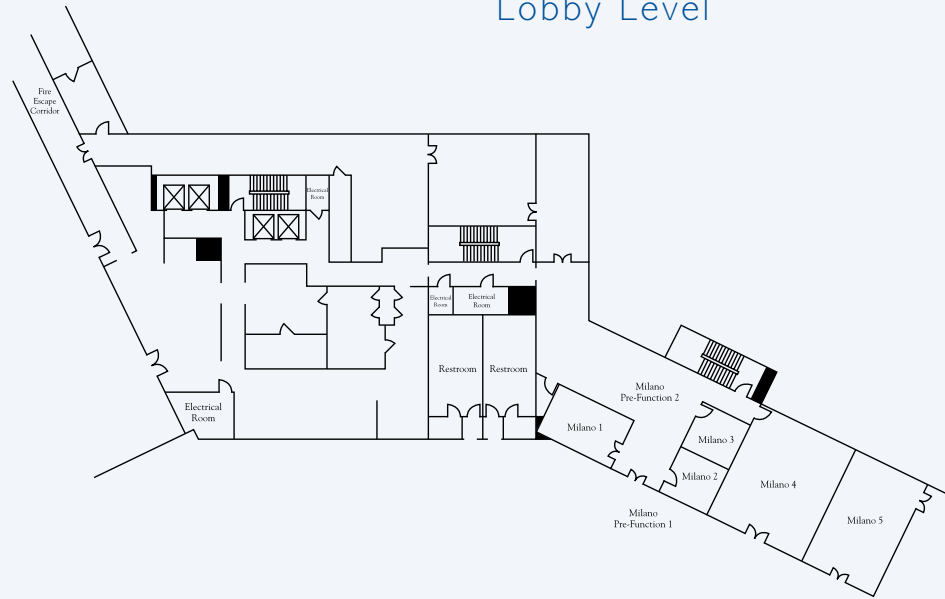 Lobby Level
Fire
Escape
Corridor
Electrical
Room
Electrical
Room
Electrical
Room
Restroom
Restroom
Electrical
Room
Milano
Pre-Function 2
Milano 1
Milano 3
Milano 2
Milano 4
Milano 5
Milano
Pre-Function 1